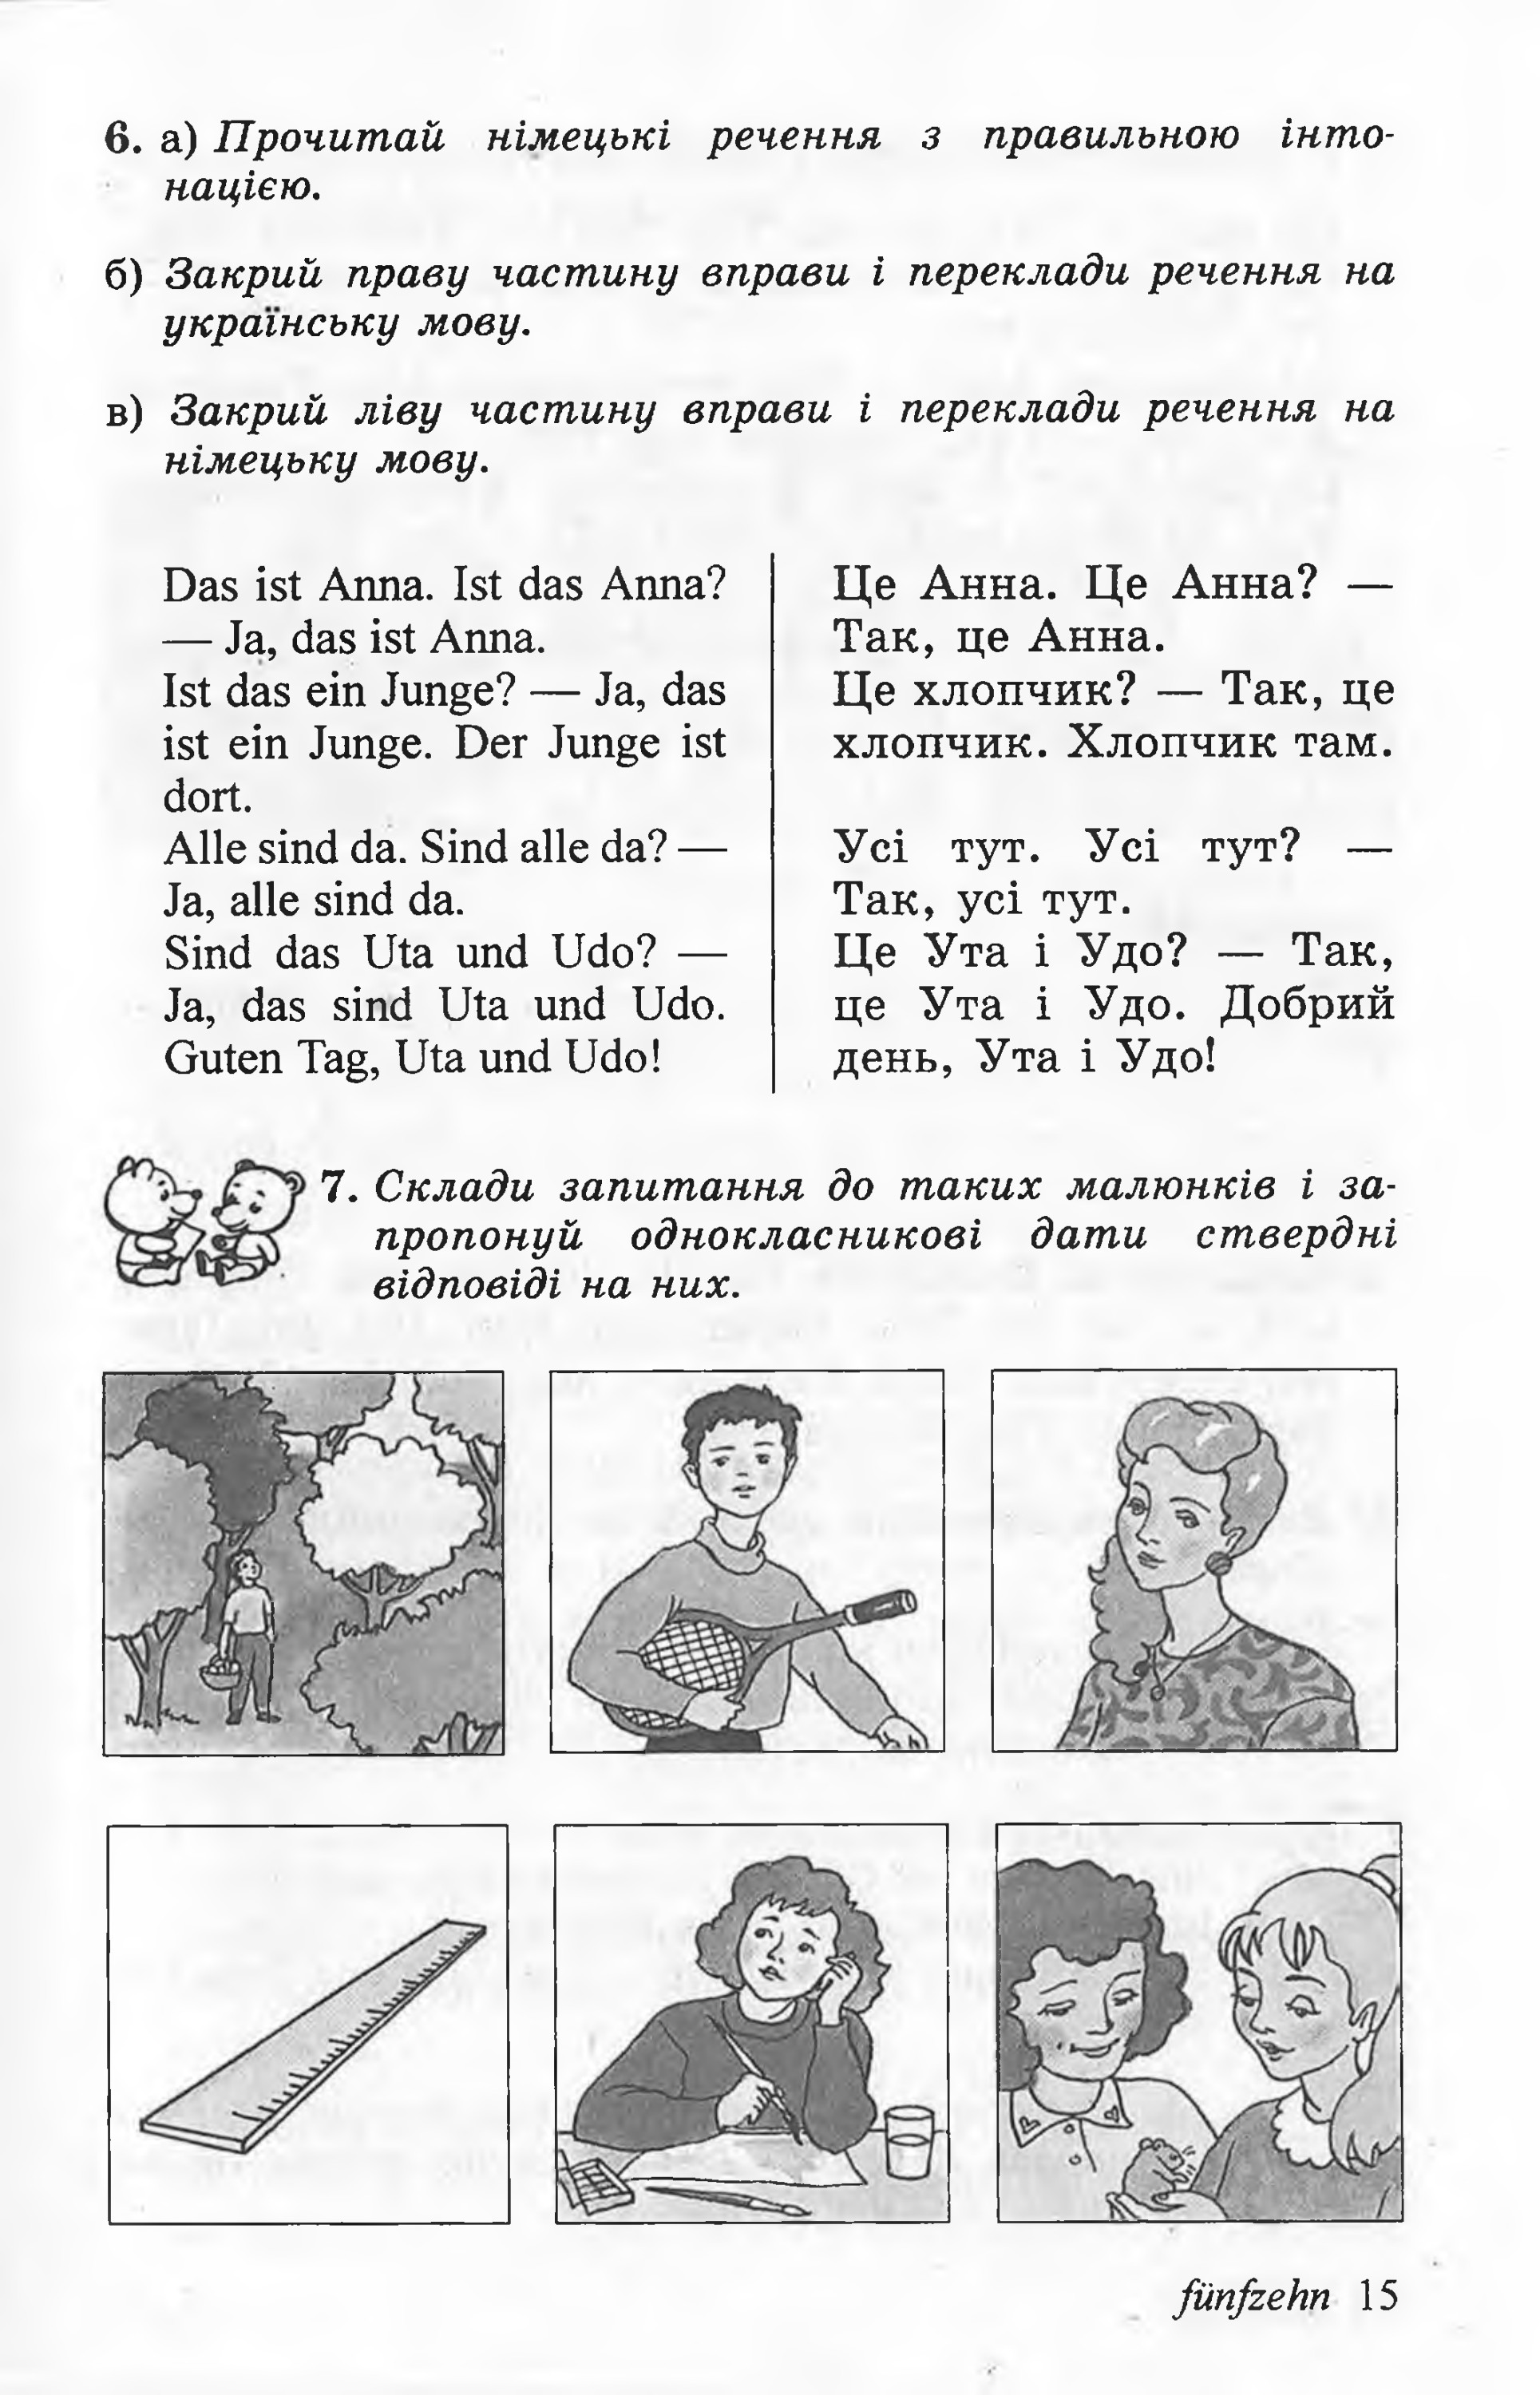 6. а) Прочитай німецькі речення з правильною інто-
нацією.
б) Закрий праву частину вправи і переклади речення на
українську мову.
в) Закрий ліву частину вправи і переклади речення на
німецьку мову.
Das ist Anna. Ist das Anna?
— Ja, das ist Anna.
Ist das ein Junge? — Ja, das
ist ein Junge. Der Junge ist
dort.
Alle sind da. Sind alle da? —
Ja, alle sind da.
Sind das Uta und Udo? —
Ja, das sind Uta und Udo.
Guten Tag, Uta und Udo!
Це Анна. Це Анна? —
Так, це Анна.
Це хлопчик? — Так, це
хлопчик. Хлопчик там.
Усі тут. Усі тут? —
Так, усі тут.
Це Ута і Удо? — Так,
це Ута і Удо. Добрий
день, Ута і Удо!
7. Склади запитання до таких малюнків і за-
пропонуй однокласникові дати ствердні
відповіді на них.
fünfzehn 15